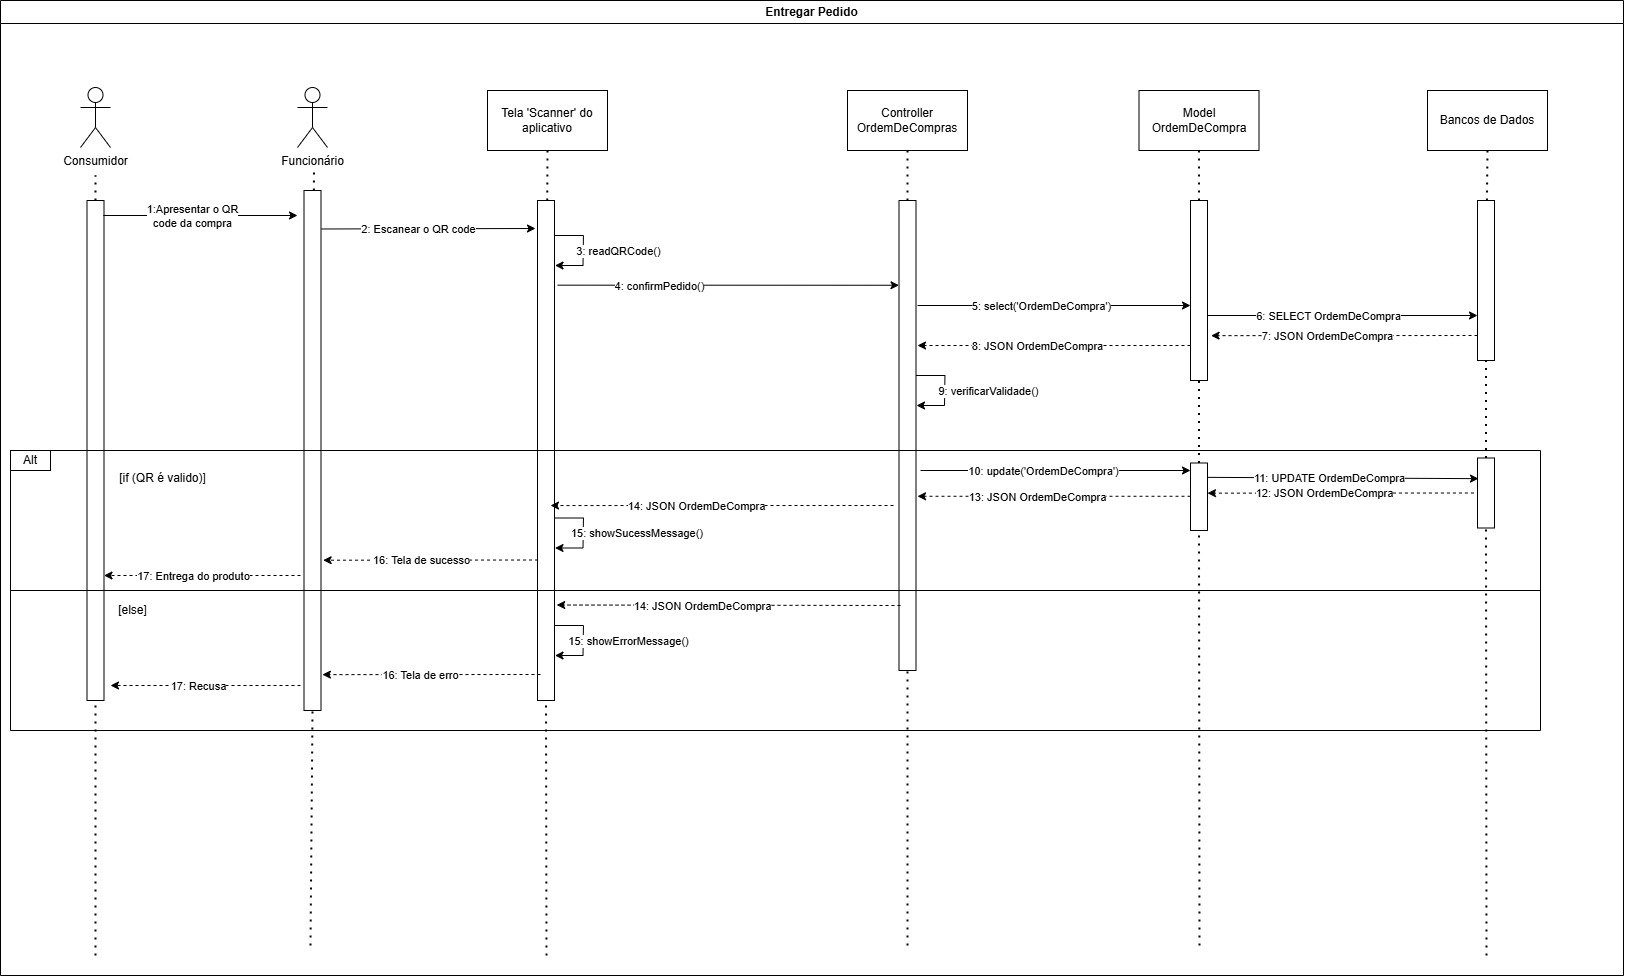 Entregar Pedido
Consumidor
Funcionário
Tela 'Scanner' do
aplicativo
Controller
OrdemDeCompras
Model
OrdemDeCompra
Bancos de Dados
1:Apresentar o QR
code da compra
2: Escanear o QR code
3: readQRCode()
4: confirmPedido()
5: select('OrdemDeCompra')
6: SELECT OrdemDeCompra
7: JSON OrdemDeCompra
8: JSON OrdemDeCompra
9: verificarValidade()
Alt
[if (QR é valido)]
10: update('OrdemDeCompra')
11: UPDATE OrdemDeCompra
12: JSON OrdemDeCompra
13: JSON OrdemDeCompra
14: JSON OrdemDeCompra
15: showSucessMessage()
16: Tela de sucesso
17: Entrega do produto
[else]
14: JSON OrdemDeCompra
15: showErrorMessage()
16: Tela de erro
17: Recusa